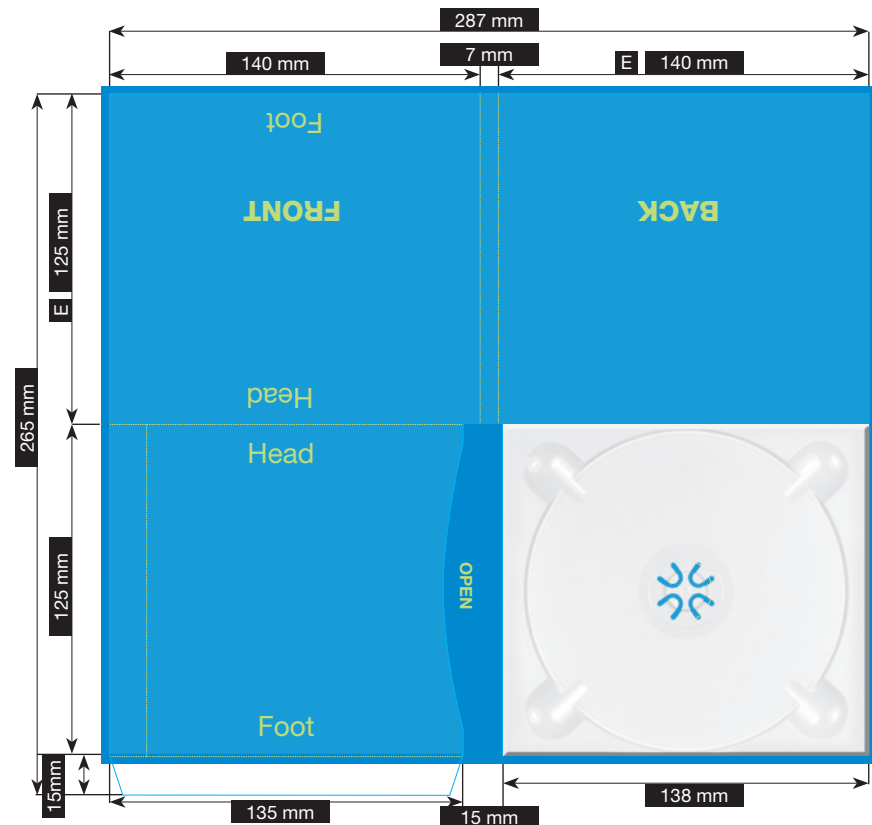 287 mm
7 mm
140 mm
E 140 mm
Foot
FRONT
BACK
125 mm
E
Head
265 mm
Head
OPEN
125 mm
Foot
15mm
135 mm
15 mm
138 mm